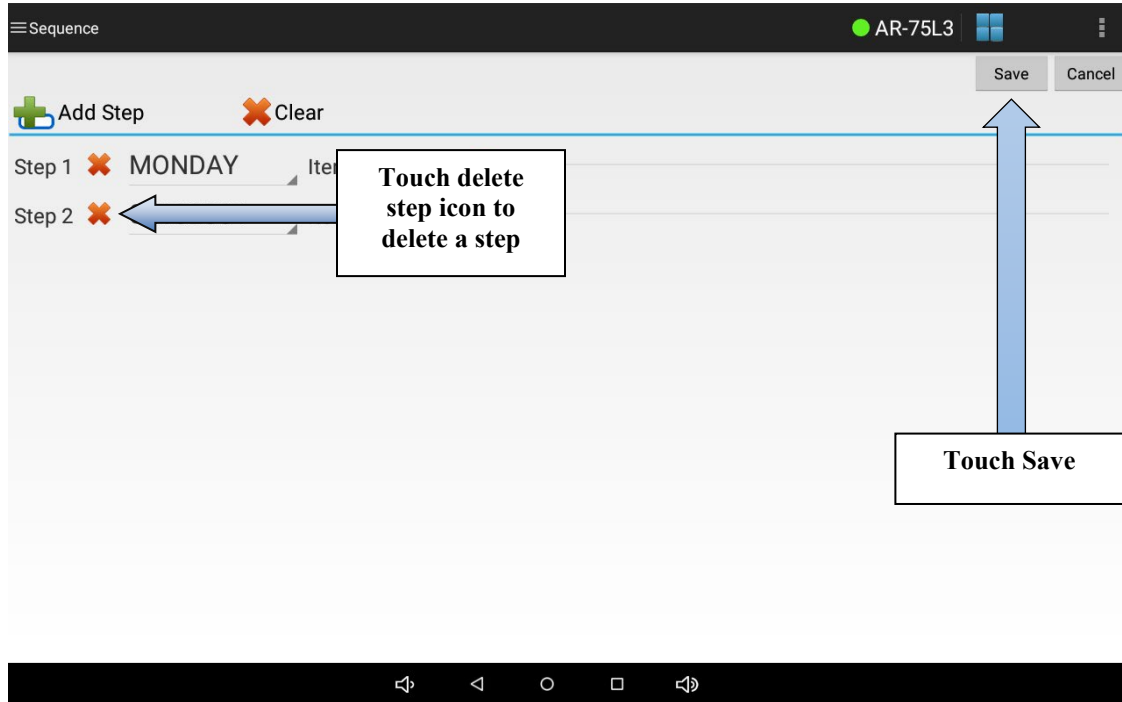 Sequence
AR-75L3
Save
Cancel
Add Step
Clear
Step 1
MONDAY
Touch delete
step icon to
delete a step
Step 2
Touch Save